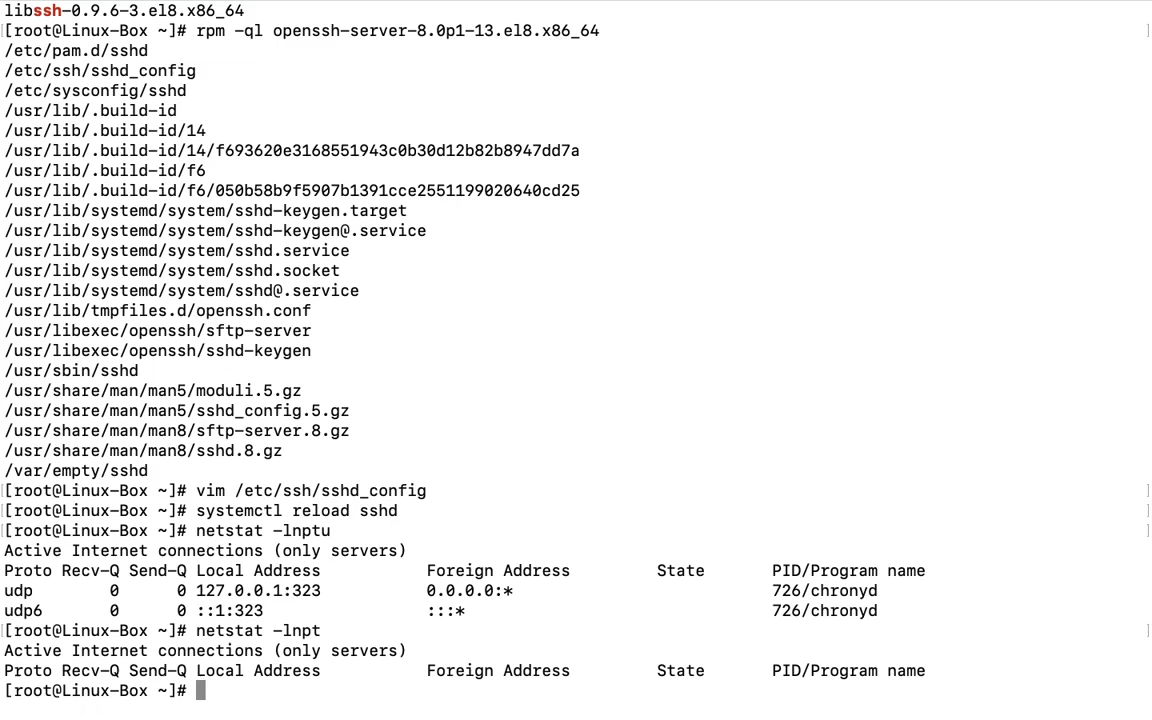 libssh-0.9.6-3.el8.x86_64
[root@Linux-Box ~]# rpm -ql openssh-server-8.0p1-13.el8.x86_64
/etc/pam.d/sshd
/etc/ssh/sshd_config
/etc/sysconfig/sshd
/usr/lib/.build-id
/usr/lib/.build-id/14
/usr/lib/.build-id/14/f693620e3168551943c0b30d12b82b8947dd7a
/usr/lib/.build-id/f6
/usr/lib/.build-id/f6/050b58b9f5907b1391cce2551199020640cd25
/usr/lib/systemd/system/sshd-keygen.target
/usr/lib/systemd/system/sshd-keygen@.service
/usr/lib/systemd/system/sshd.service
/usr/lib/systemd/system/sshd.socket
/usr/lib/systemd/system/sshd@.service
/usr/lib/tmpfiles.d/openssh.conf
/usr/libexec/openssh/sftp-server
/usr/libexec/openssh/sshd-keygen
/usr/sbin/sshd
/usr/share/man/man5/moduli.5.gz
/usr/share/man/man5/sshd_config.5.gz
/usr/share/man/man8/sftp-server.8.gz
/usr/share/man/man8/sshd.8.gz
/var/empty/sshd
[root@Linux-Box ~]# vim /etc/ssh/sshd_config
[root@Linux-Box ~]# systemctl reload sshd
[root@Linux-Box ~]# netstat -lnptu
Active Internet connections (only servers)
Proto Recv-Q Send-Q Local Address           Foreign Address         State       PID/Program name
udp        0      0 127.0.0.1:323           0.0.0.0:*                           726/chronyd
udp6       0      0 ::1:323                 :::*                                726/chronyd
[root@Linux-Box ~]# netstat -lnpt
Active Internet connections (only servers)
Proto Recv-Q Send-Q Local Address           Foreign Address         State       PID/Program name
[root@Linux-Box ~]#